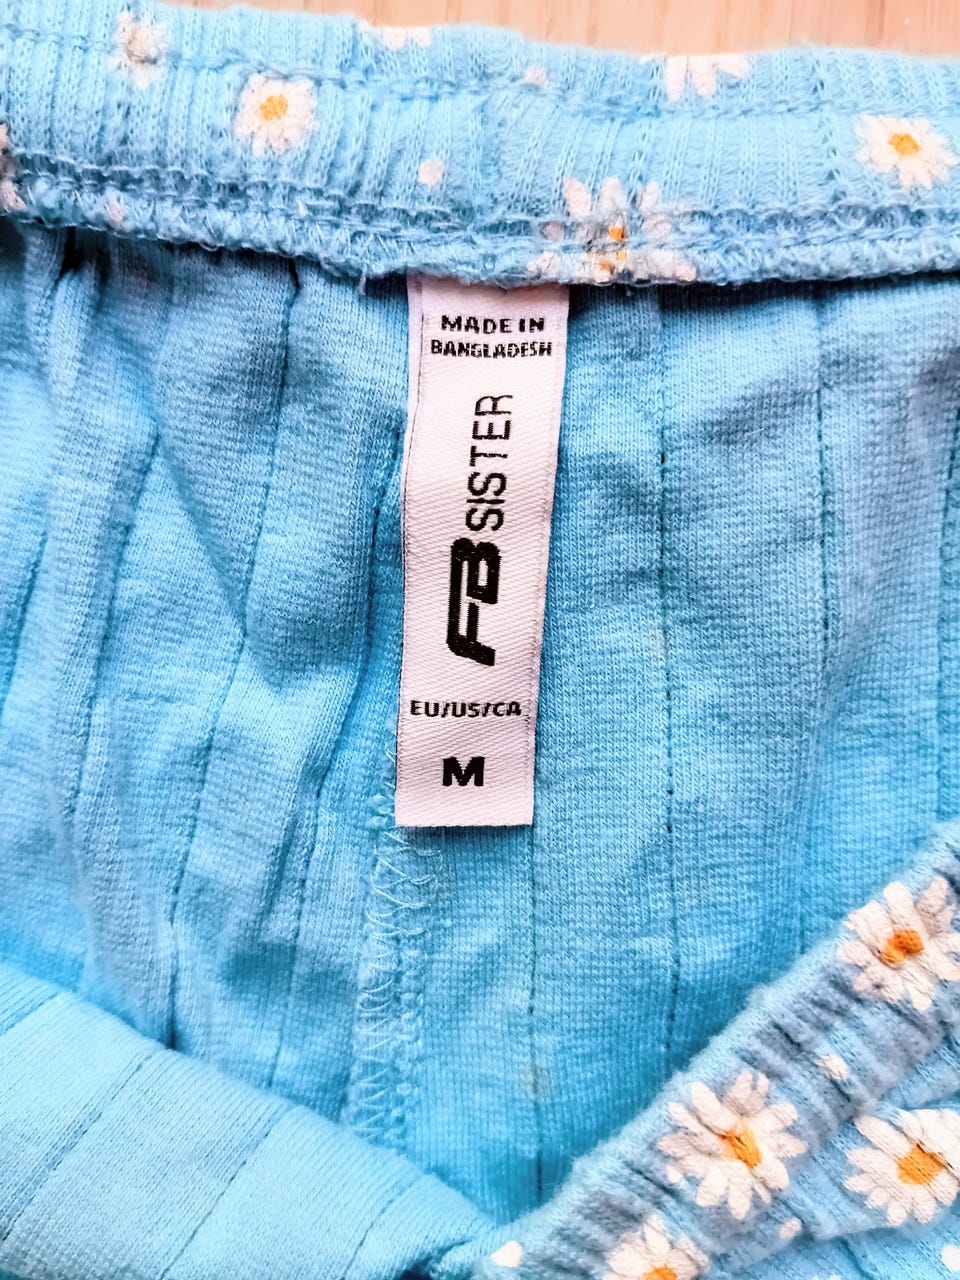 MADE IN
BANGLADESH
FB SISTER
EU/US/CA
M